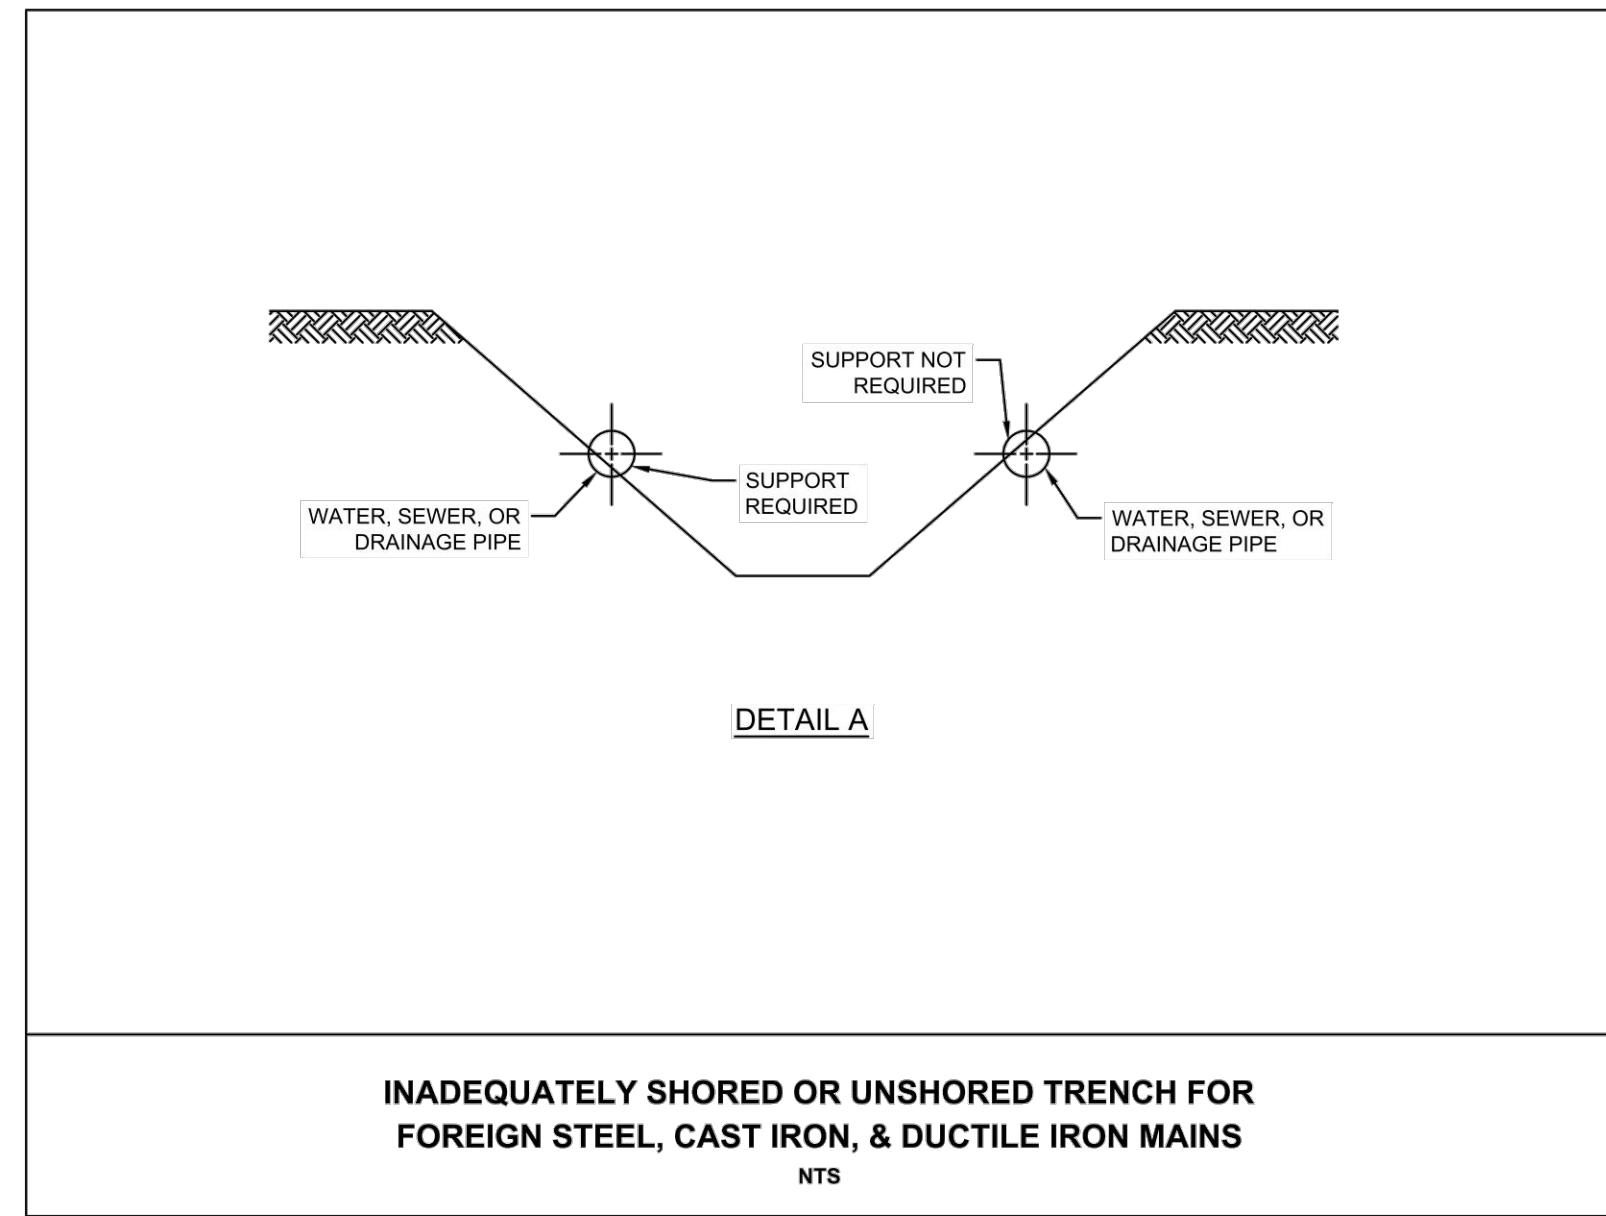 SUPPORT NOT
REQUIRED
SUPPORT
REQUIRED
WATER, SEWER, OR
DRAINAGE PIPE
WATER, SEWER, OR
DRAINAGE PIPE
DETAIL A
INADEQUATELY SHORED OR UNSHORED TRENCH FOR
FOREIGN STEEL, CAST IRON, & DUCTILE IRON MAINS
NTS